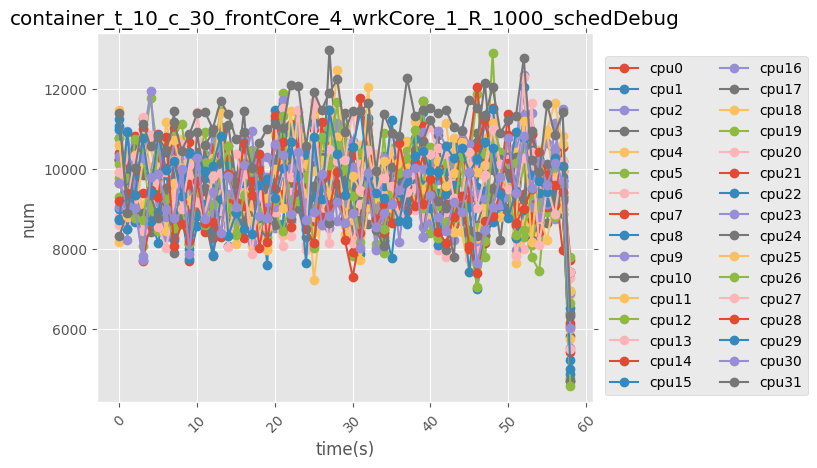 container_t_10_c_30_frontCore_4_wrkCore_1_R_1000_schedDebug
12000
10000
8000
6000
num
0
10
20
30
40
50
60
time(s)
cpu0
cpu1
cpu2
cpu3
cpu4
cpu5
cpu6
cpu7
cpu8
cpu9
cpu10
cpu11
cpu12
cpu13
cpu14
cpu15
cpu16
cpu17
cpu18
cpu19
cpu20
cpu21
cpu22
cpu23
cpu24
cpu25
cpu26
cpu27
cpu28
cpu29
cpu30
cpu31